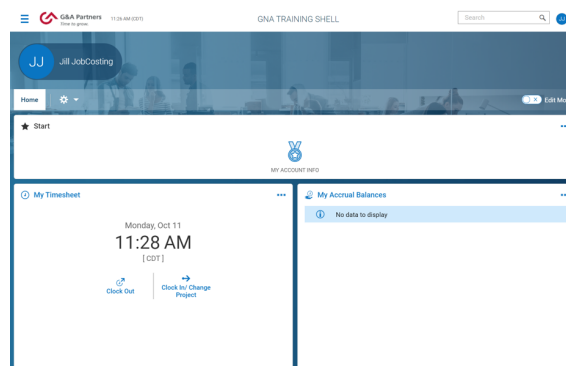 G&A Partners
Time to grow.
11:26 AM (CDT)
GNA TRAINING SHELL
Search
JJ
JJ
Jill JobCosting
Home
Edit Mo
Start
MY ACCOUNT INFO
My Timesheet
My Accrual Balances
No data to display
Monday, Oct 11
11:28 AM
[ CDT ]
Clock Out
Clock In/ Change
Project